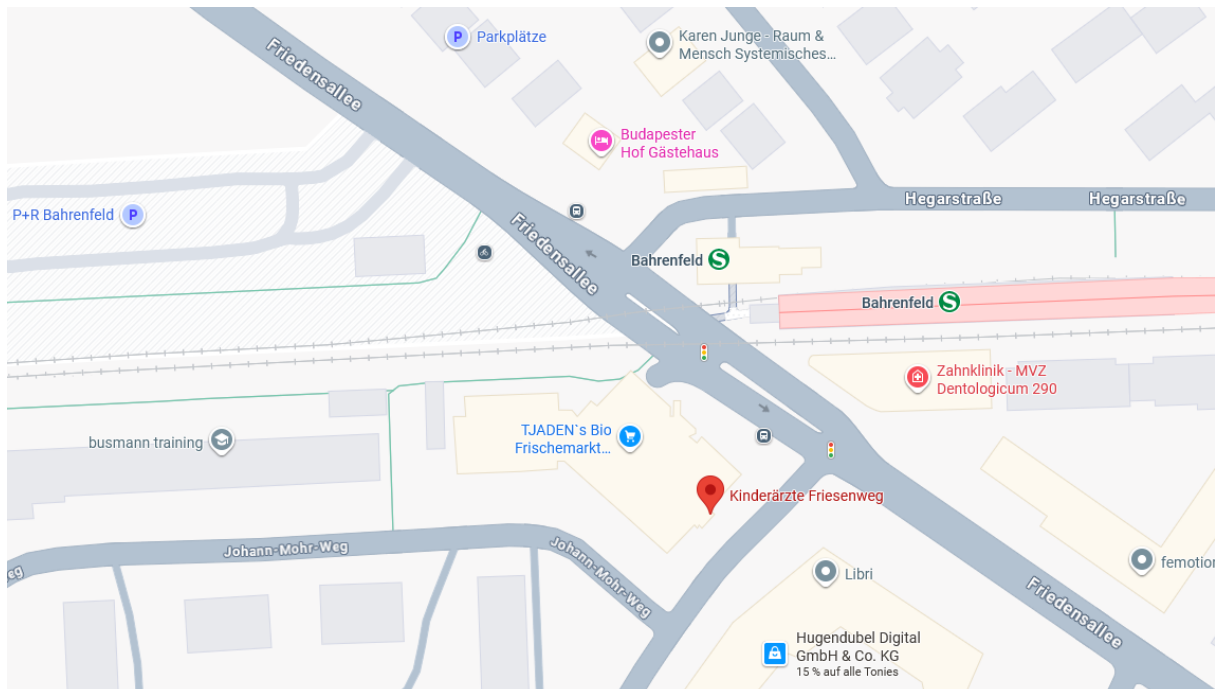 Friedensallee
P
Parkplätze
Karen Junge - Raum &
Mensch Systemisches...
Budapester
Hof Gästehaus
P+R Bahrenfeld
P
Friedensallee
Hegarstraße
Hegarstraße
Bahrenfeld
S
Bahrenfeld
S
Zahnklinik - MVZ
Dentologicum 290
busmann training
TJADEN`s Bio
Frischemarkt...
Kinderärzte Friesenweg
Johann-Mohr-Weg
Johann-Mohr-Weg
eg
Libri
femotion
Friedensallee
Hugendubel Digital
GmbH & Co. KG
15 % auf alle Tonies